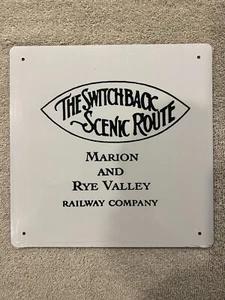 THE SWITCHBACK
SCENIC ROUTE
MARION
AND
RYE VALLEY
RAILWAY COMPANY